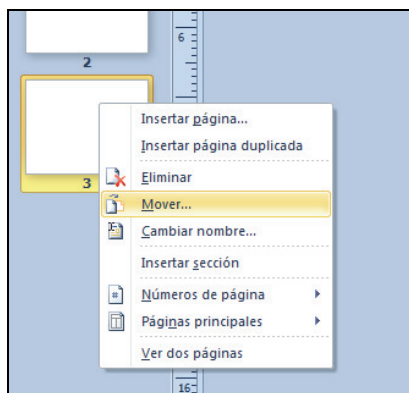 6
2
3
Insertar página...
Insertar página duplicada
Eliminar
Mover...
Cambiar nombre...
Insertar sección
Números de página
Páginas principales
Ver dos páginas
16